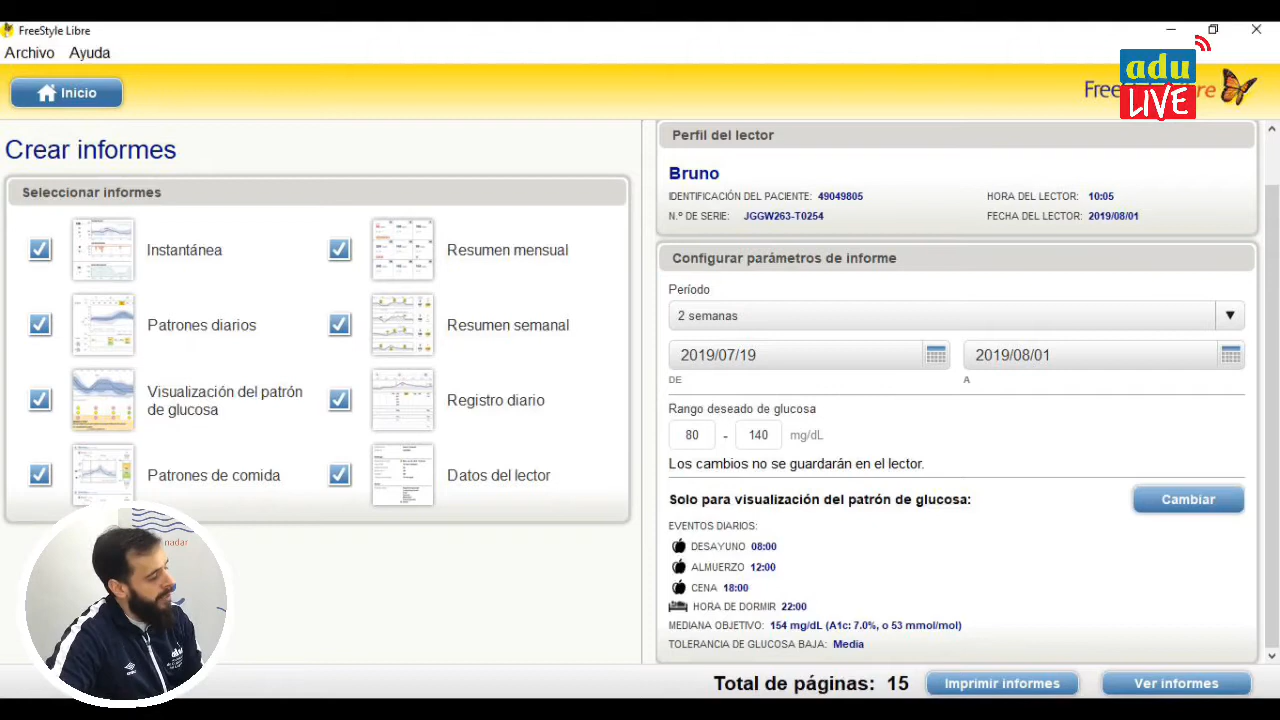 FreeStyle Libre
Archivo Ayuda
Inicio
adu
LIVE
Free re
Crear informes
Seleccionar informes
Instantánea
Resumen mensual
Patrones diarios
Resumen semanal
Visualización del patrón
de glucosa
Registro diario
Patrones de comida
Datos del lector
Perfil del lector
Bruno
IDENTIFICACIÓN DEL PACIENTE: 49049805
HORA DEL LECTOR: 10:05
N.º DE SERIE: JGGW263-T0254
FECHA DEL LECTOR: 2019/08/01
Configurar parámetros de informe
Período
2 semanas
2019/07/19
2019/08/01
DE
A
Rango deseado de glucosa
80 - 140 mg/dL
Los cambios no se guardarán en el lector.
Solo para visualización del patrón de glucosa:
Cambiar
EVENTOS DIARIOS:
DESAYUNO 08:00
ALMUERZO 12:00
CENA 18:00
HORA DE DORMIR 22:00
MEDIANA OBJETIVO: 154 mg/dL (A1c: 7.0%, o 53 mmol/mol)
TOLERANCIA DE GLUCOSA BAJA: Media
nadar
adu
Total de páginas: 15
Imprimir informes
Ver informes